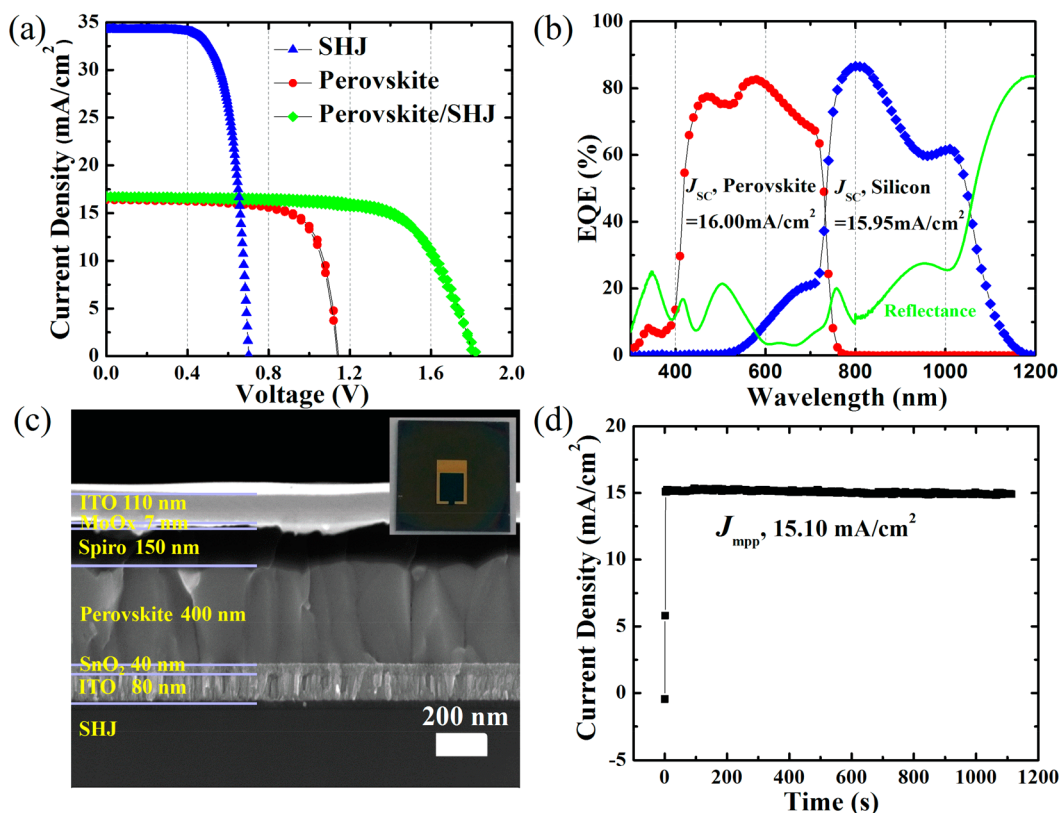 (a)
Current Density (mA/cm²)
35
30
25
20
15
10
5
0
0.0 0.4 0.8 1.2 1.6 2.0
Voltage (V)
SHJ
Perovskite
Perovskite/SHJ
(b)
EQE (%)
100
80
60
40
20
0
400 600 800 1000 1200
Wavelength (nm)
J_SC, Perovskite
=16.00mA/cm²
J_SC, Silicon
=15.95mA/cm²
Reflectance
(c)
ITO 110 nm
MoOx 7 nm
Spiro 150 nm
Perovskite 400 nm
SnO₂ 40 nm
ITO 80 nm
SHJ
200 nm
(d)
Current Density (mA/cm²)
20
15
10
5
0
-5
0 200 400 600 800 1000 1200
Time (s)
J_mpp, 15.10 mA/cm²